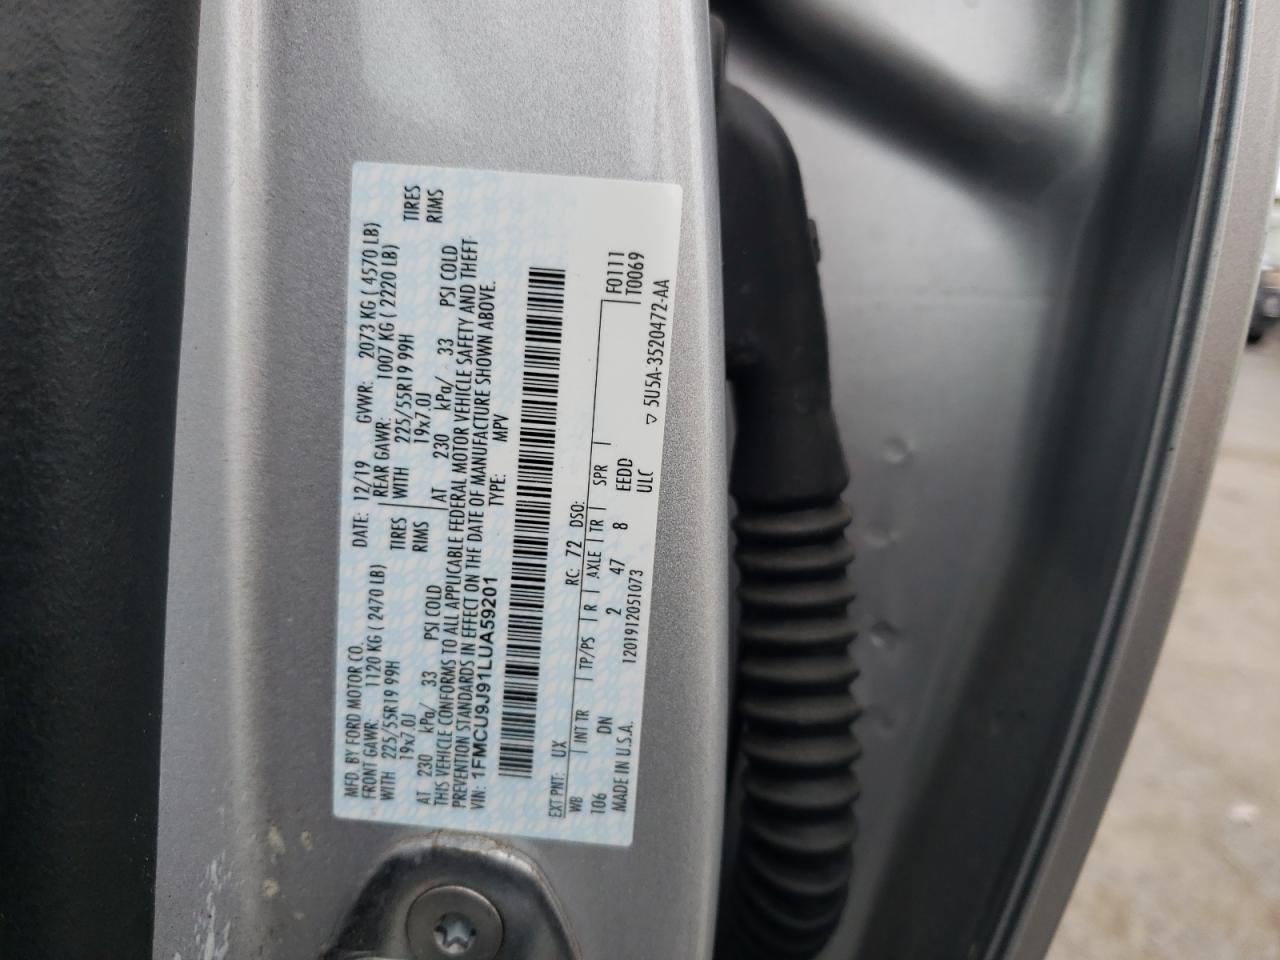 MFD. BY FORD MOTOR CO. DATE: 12/19 GVWR: 2073 KG ( 4570 LB)
FRONT GAWR: 1120 KG ( 2470 LB) REAR GAWR: 1007 KG ( 2220 LB)
WITH 225/55R19 99H TIRES WITH 225/55R19 99H TIRES
19x7.0J RIMS 19x7.0J RIMS
AT 230 kPa/ 33 PSI COLD AT 230 kPa/ 33 PSI COLD
THIS VEHICLE CONFORMS TO ALL APPLICABLE FEDERAL MOTOR VEHICLE SAFETY AND THEFT
PREVENTION STANDARDS IN EFFECT ON THE DATE OF MANUFACTURE SHOWN ABOVE.
VIN: 1FMCU9J91LUA59201 TYPE: MPV
EXT PNT: UX RC: 72 DSO:
WB INT TR TP/PS R AXLE TR SPR F0111
106 DN 2 47 8 EEDD T0069
MADE IN U.S.A. 1201912051073 ULC 5U5A-3520472-AA